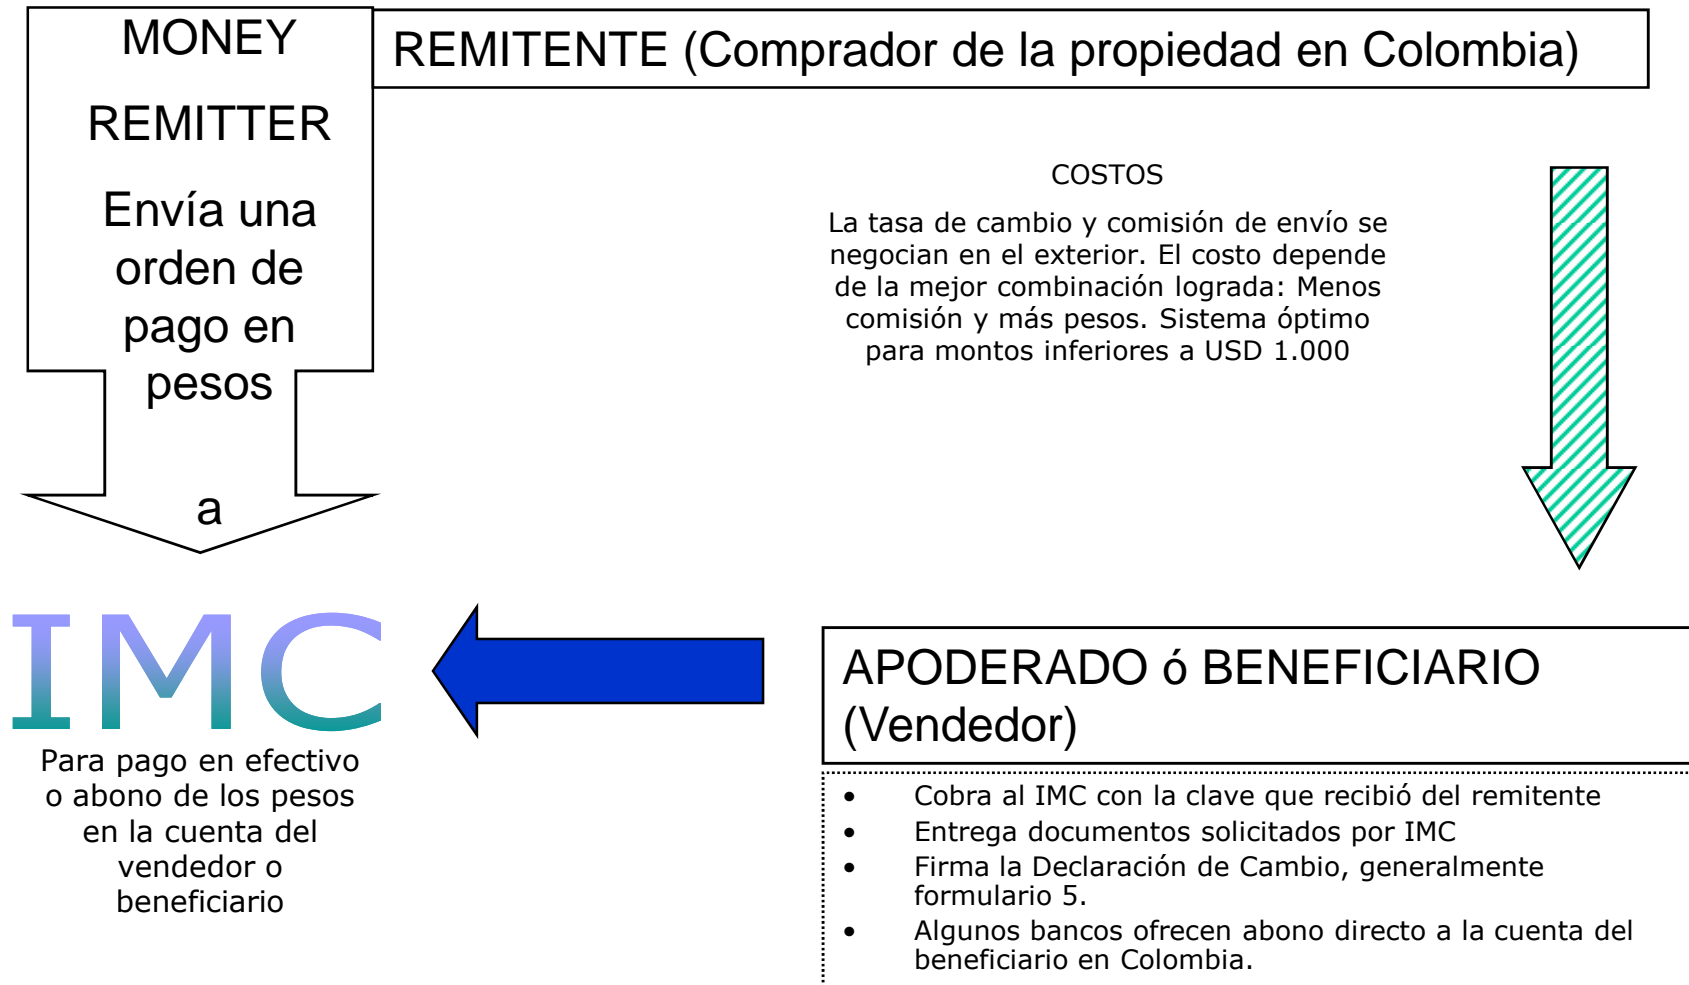 MONEY
REMITTER
Envía una
orden de
pago en
pesos
a
REMITENTE (Comprador de la propiedad en Colombia)
COSTOS
La tasa de cambio y comisión de envío se
negocian en el exterior. El costo depende
de la mejor combinación lograda: Menos
comisión y más pesos. Sistema óptimo
para montos inferiores a USD 1.000
IMC
Para pago en efectivo
o abono de los pesos
en la cuenta del
vendedor o
beneficiario
APODERADO ó BENEFICIARIO
(Vendedor)
• Cobra al IMC con la clave que recibió del remitente
• Entrega documentos solicitados por IMC
• Firma la Declaración de Cambio, generalmente
formulario 5.
• Algunos bancos ofrecen abono directo a la cuenta del
beneficiario en Colombia.